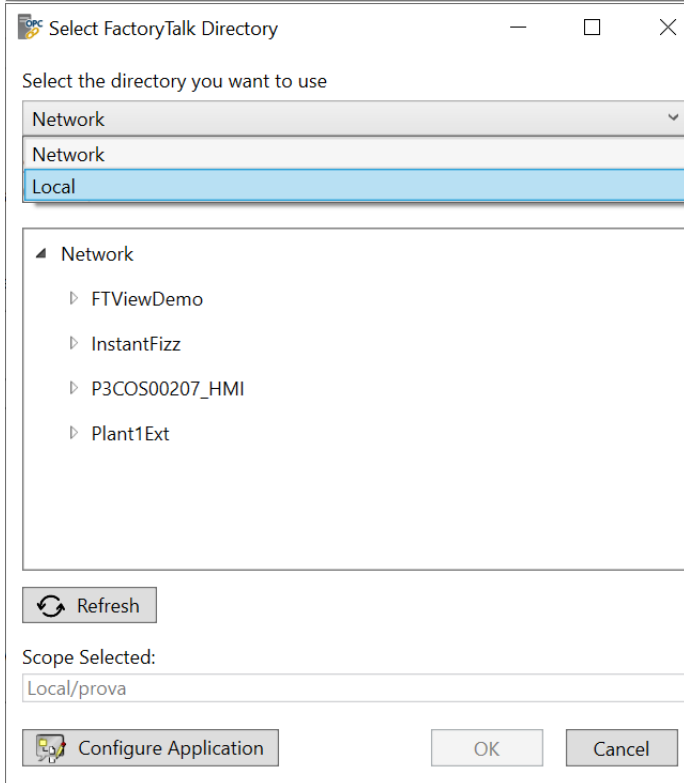 OPC
Select FactoryTalk Directory
Select the directory you want to use
Network
Network
Local
Network
FTViewDemo
InstantFizz
P3COS00207_HMI
Plant1Ext
Refresh
Scope Selected:
Local/prova
Configure Application
OK
Cancel